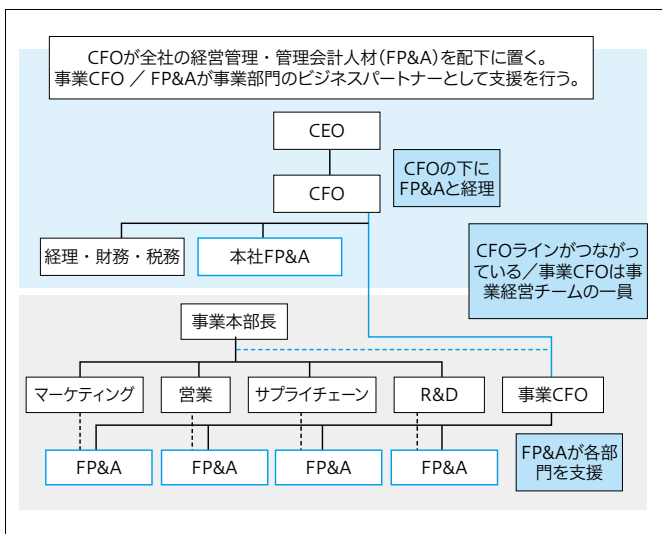 CFOが全社の経営管理・管理会計人材(FP&A)を配下に置く。
事業CFO ／ FP&Aが事業部門のビジネスパートナーとして支援を行う。
CEO
CFO
CFOの下に
FP&Aと経理
経理・財務・税務
本社FP&A
CFOラインがつながっ
ている／事業CFOは事
業経営チームの一員
事業本部長
マーケティング
営業
サプライチェーン
R&D
事業CFO
FP&A
FP&A
FP&A
FP&A
FP&Aが各部
門を支援